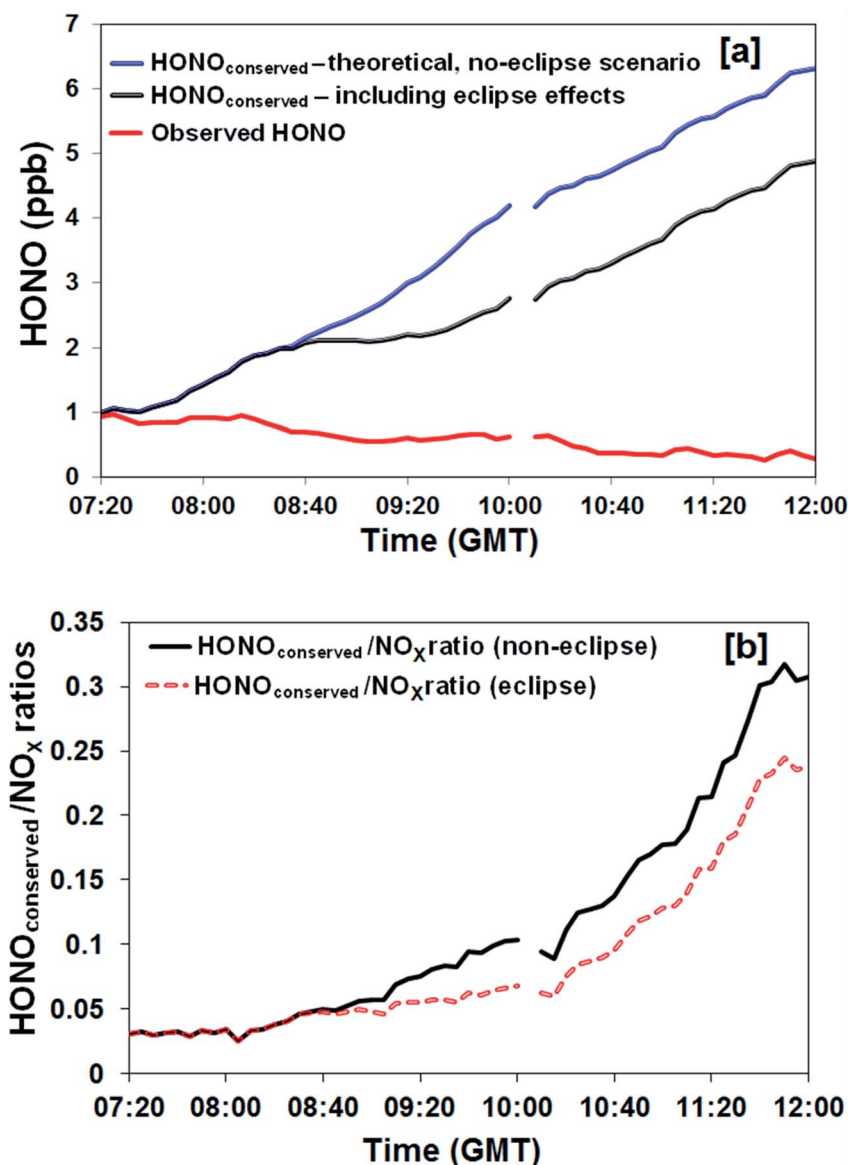 7
[a]
HONOconserved – theoretical, no-eclipse scenario
6
HONOconserved – including eclipse effects
Observed HONO
5
4
3
2
1
0
HONO (ppb)
07:20 08:00 08:40 09:20 10:00 10:40 11:20 12:00
Time (GMT)
0.35
[b]
HONOconserved /NOX ratio (non-eclipse)
0.3
HONOconserved /NOX ratio (eclipse)
0.25
0.2
0.15
0.1
0.05
0
HONOconserved /NOX ratios
07:20 08:00 08:40 09:20 10:00 10:40 11:20 12:00
Time (GMT)